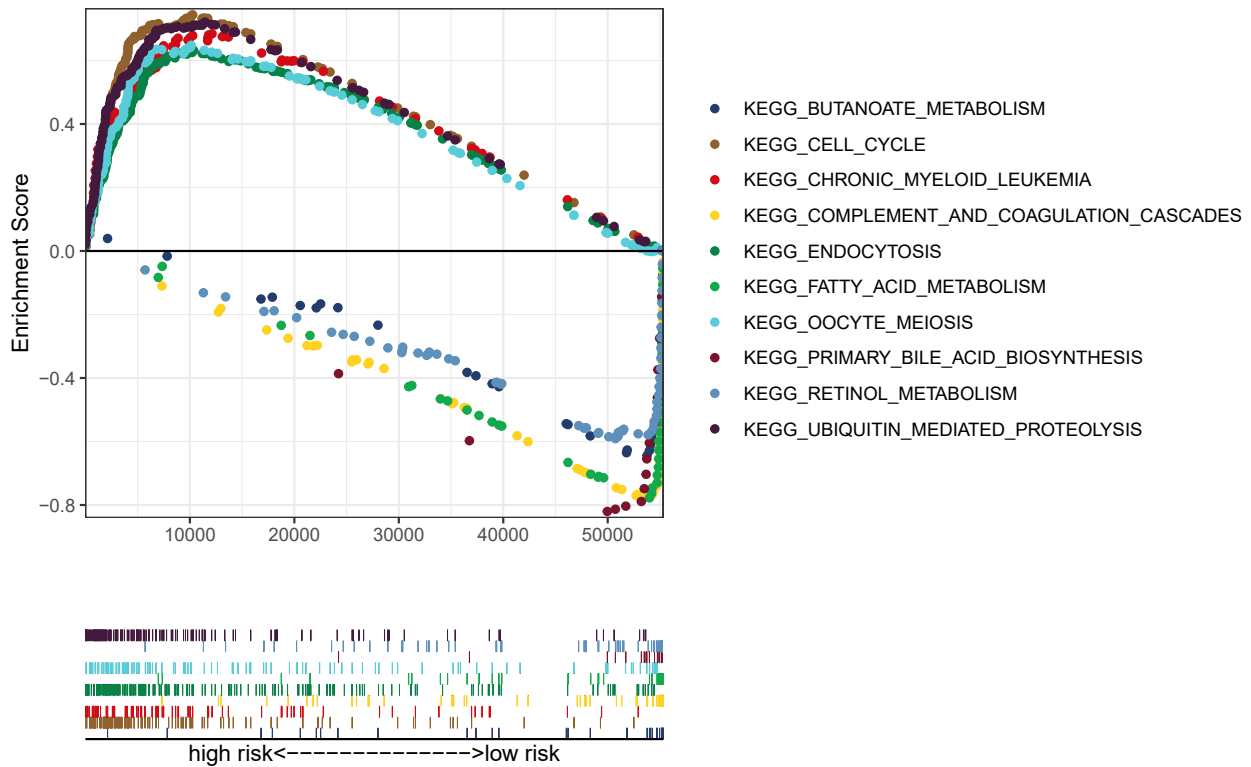 Enrichment Score
0.4
0.0
−0.4
−0.8
10000
20000
30000
40000
50000
KEGG_BUTANOATE_METABOLISM
KEGG_CELL_CYCLE
KEGG_CHRONIC_MYELOID_LEUKEMIA
KEGG_COMPLEMENT_AND_COAGULATION_CASCADES
KEGG_ENDOCYTOSIS
KEGG_FATTY_ACID_METABOLISM
KEGG_OOCYTE_MEIOSIS
KEGG_PRIMARY_BILE_ACID_BIOSYNTHESIS
KEGG_RETINOL_METABOLISM
KEGG_UBIQUITIN_MEDIATED_PROTEOLYSIS
high risk<−−−−−−−−−−−−−−>low risk